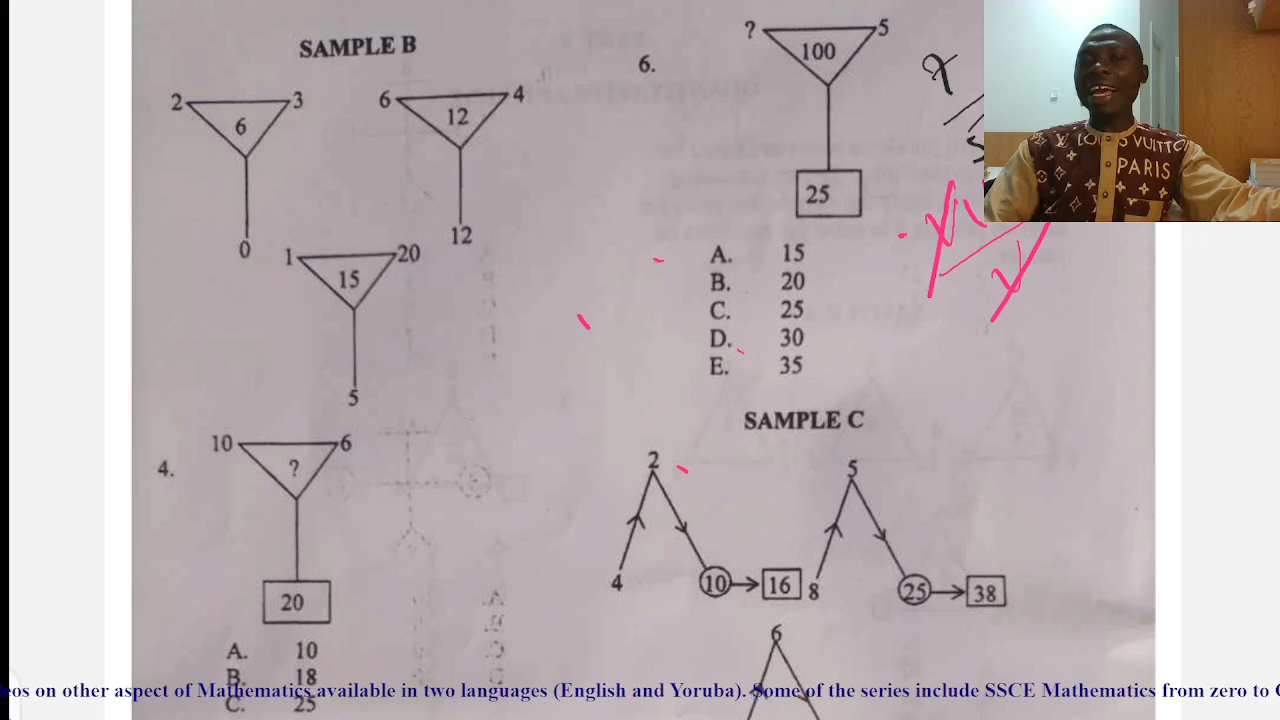 SAMPLE B
2 3
6
0
6 4
12
12
1 20
15
5
4.
10 6
?
20
A. 10
B. 18
C. 25
6.
? 5
100
25
A. 15
B. 20
C. 25
D. 30
E. 35
SAMPLE C
2
4 10 16
5
8 25 38
6
LOUIS VUITTON
PARIS
eos on other aspect of Mathematics available in two languages (English and Yoruba). Some of the series include SSCE Mathematics from zero to